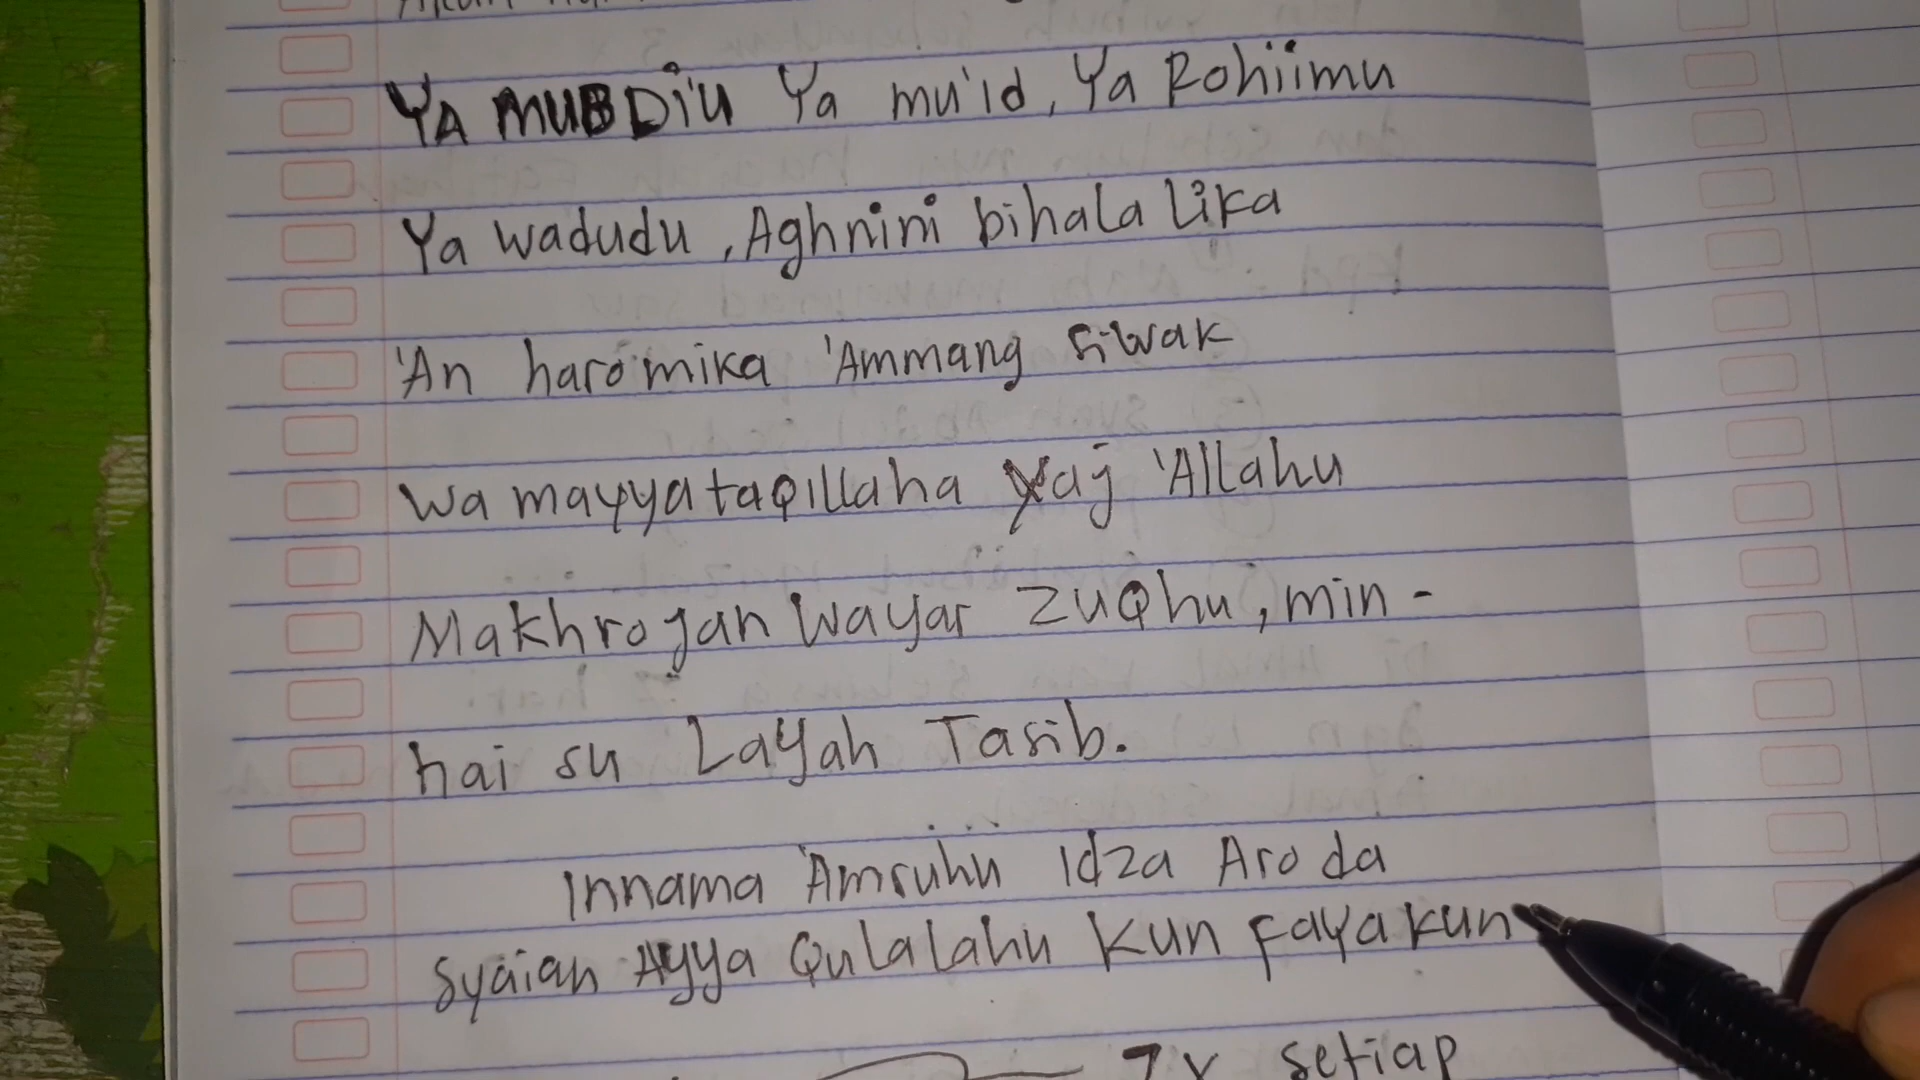 YA MUBDI'U Ya mu'id, Ya Rohiimu
Ya wadudu, Aghnini bihala lika
'An haromika 'Ammang siwak
wa mayyataqillaha yaj 'Allahu
Makhrojan wayar zuqhu, min -
hai su Layah Tasib.
Innama Amruhu Idza Aroda
Syaian Ayya Qulalahu Kun Fayakun
7x setiap